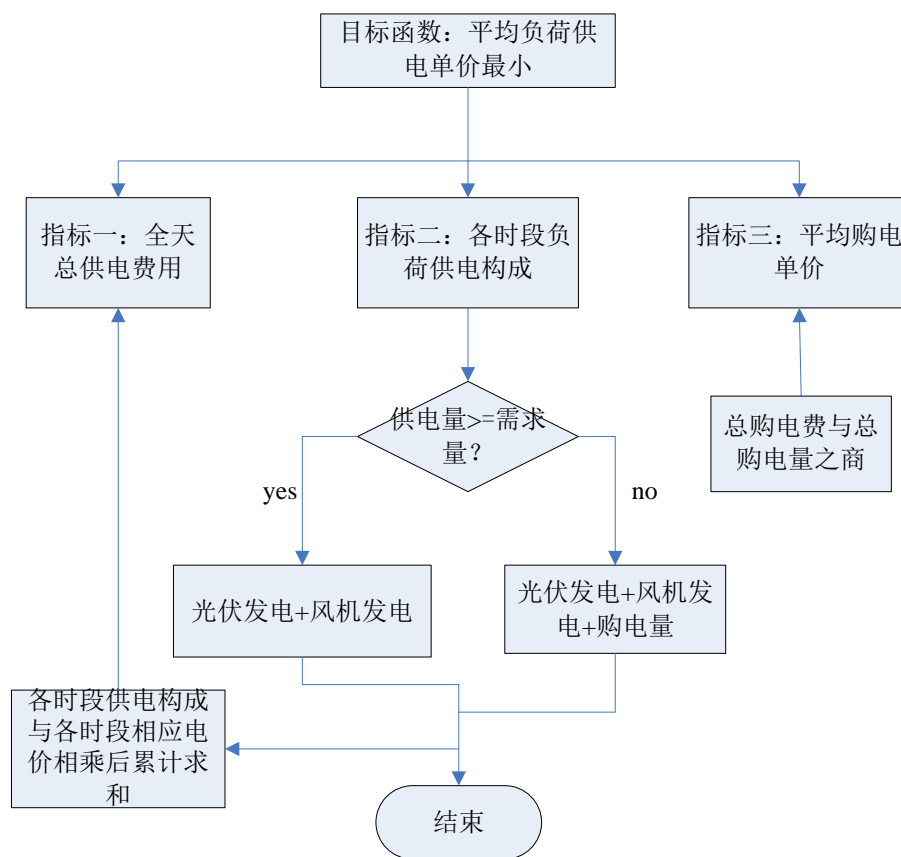 目标函数：平均负荷供
电单价最小
指标一：全天
总供电费用
指标二：各时段负
荷供电构成
指标三：平均购电
单价
供电量>=需求
量？
总购电费与总
购电量之商
yes
no
光伏发电+风机发电
光伏发电+风机发
电+购电量
各时段供电构成
与各时段相应电
价相乘后累计求
和
结束